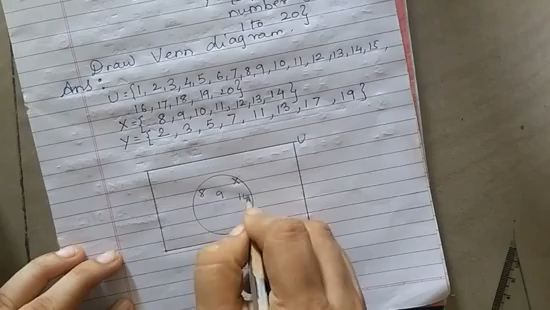 number
1 to 20}
Draw Venn diagram.
Ans:
U = {1, 2, 3, 4, 5, 6, 7, 8, 9, 10, 11, 12, 13, 14, 15,
16, 17, 18, 19, 20}
X = { 8, 9, 10, 11, 12, 13, 14}
Y = { 2, 3, 5, 7, 11, 13, 17, 19}
U
X
8 9